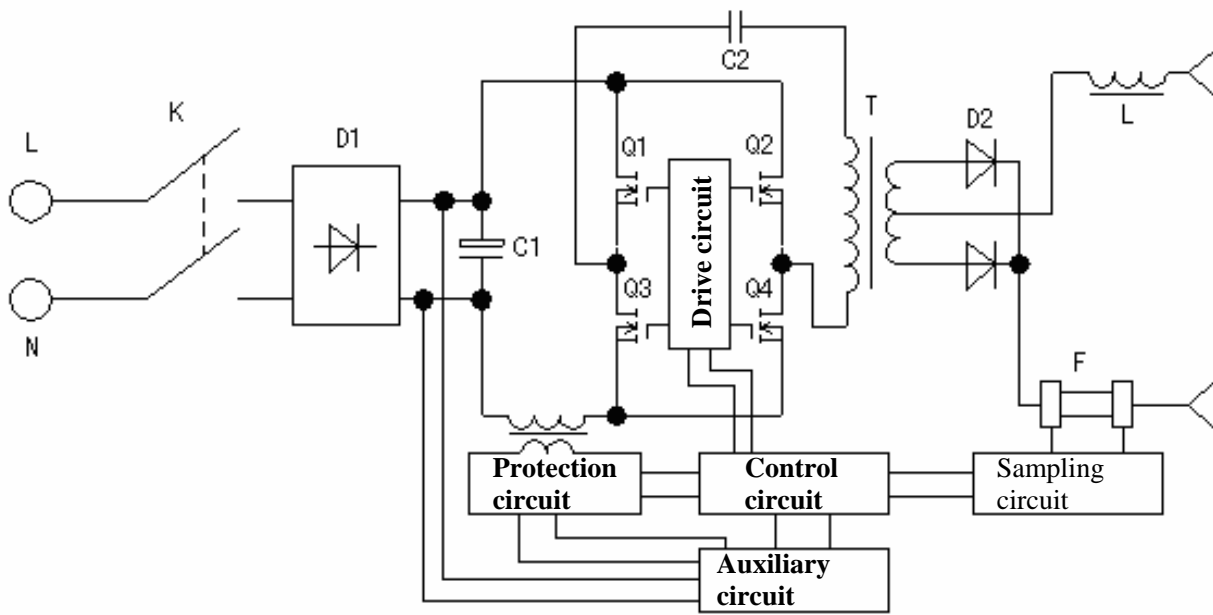 C2
K
T
L
D1
Q1
Q2
D2
L
Drive circuit
C1
Q3
Q4
N
F
Protection
circuit
Control
circuit
Sampling
circuit
Auxiliary
circuit